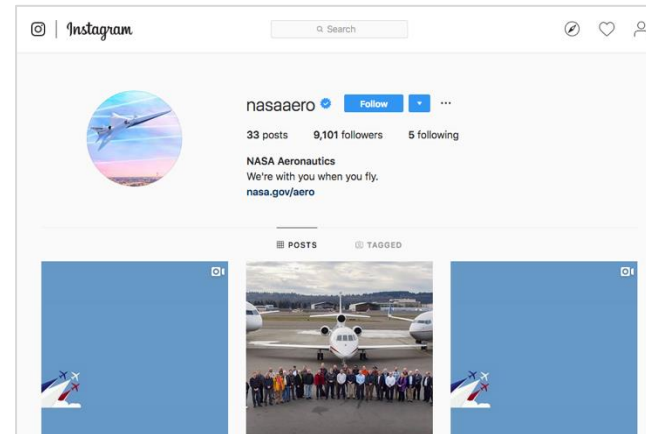 Instagram
Search
nasaaero Follow
33 posts 9,101 followers 5 following
NASA Aeronautics
We're with you when you fly.
nasa.gov/aero
POSTS TAGGED